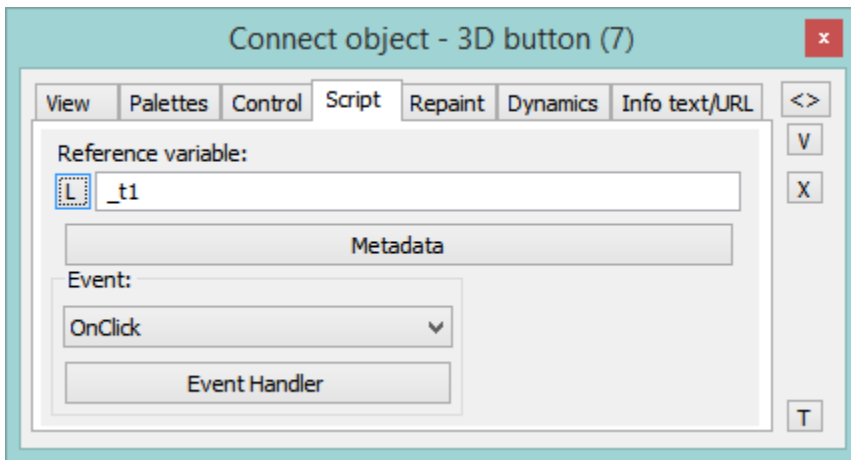 Connect object - 3D button (7)
x
View Palettes Control Script Repaint Dynamics Info text/URL <>
V
Reference variable:
L _t1 X
Metadata
Event:
OnClick
Event Handler
T